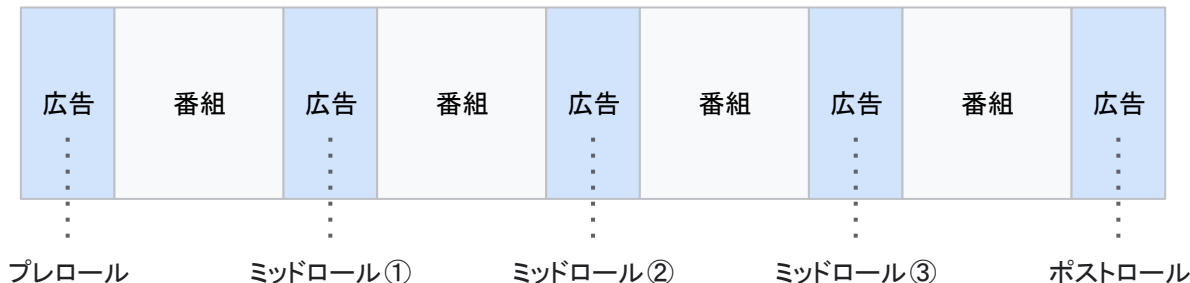 広告 番組 広告 番組 広告 番組 広告 番組 広告
プレロール ミッドロール① ミッドロール② ミッドロール③ ポストロール